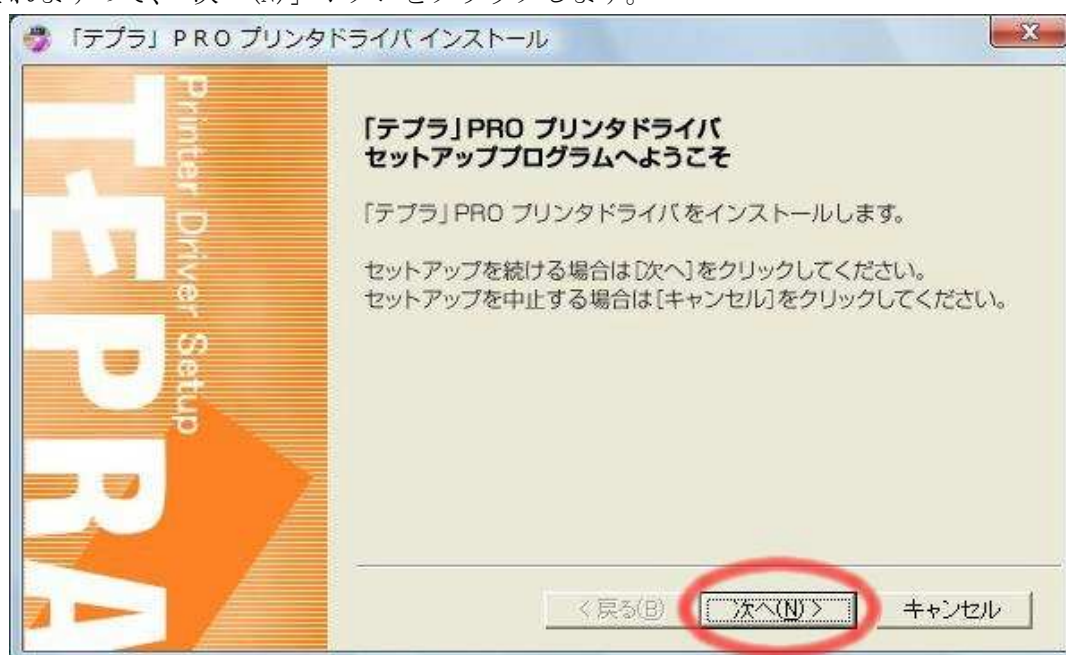 「テプラ」PROプリンタドライバ インストール
TEPRA
Printer Driver Setup
「テプラ」PRO プリンタドライバ
セットアッププログラムへようこそ
「テプラ」PRO プリンタドライバをインストールします。
セットアップを続ける場合は[次へ]をクリックしてください。
セットアップを中止する場合は[キャンセル]をクリックしてください。
< 戻る(B)
次へ(N) >
キャンセル